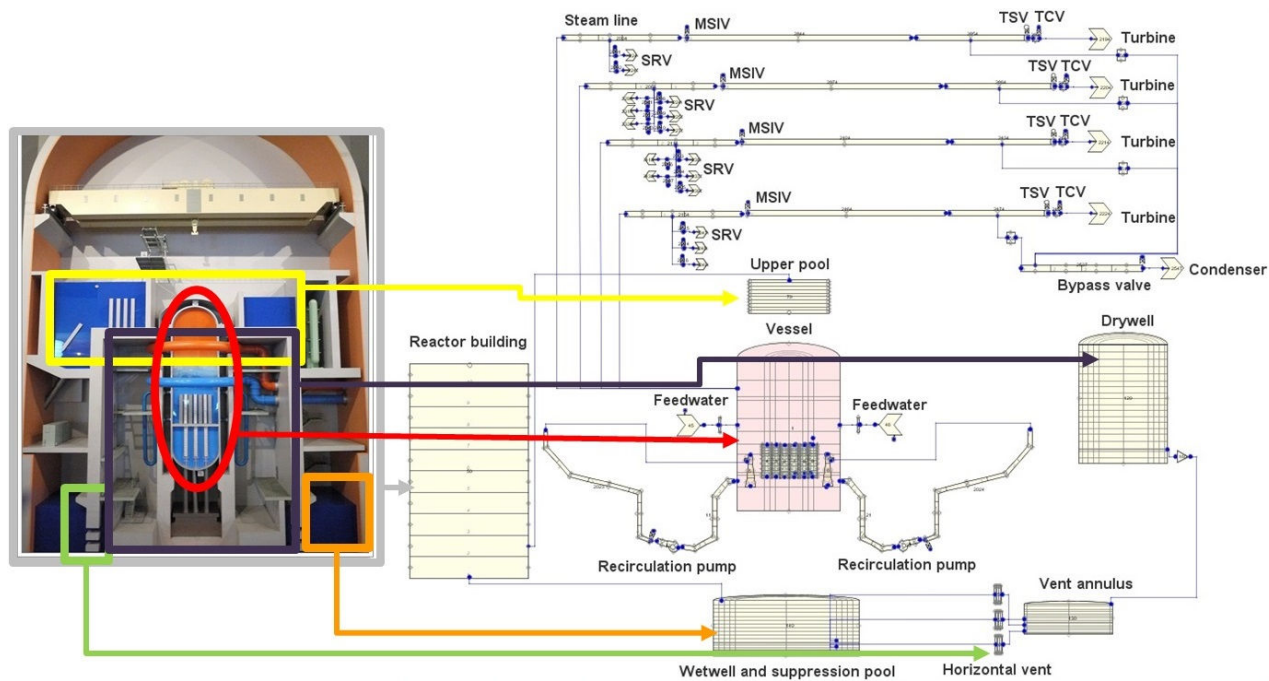 Steam line
MSIV
TSV
TCV
Turbine
SRV
MSIV
TSV
TCV
Turbine
SRV
MSIV
TSV
TCV
Turbine
SRV
MSIV
TSV
TCV
Turbine
SRV
Condenser
Bypass valve
Upper pool
Vessel
Drywell
Reactor building
Feedwater
Feedwater
Recirculation pump
Recirculation pump
Vent annulus
Wetwell and suppression pool
Horizontal vent